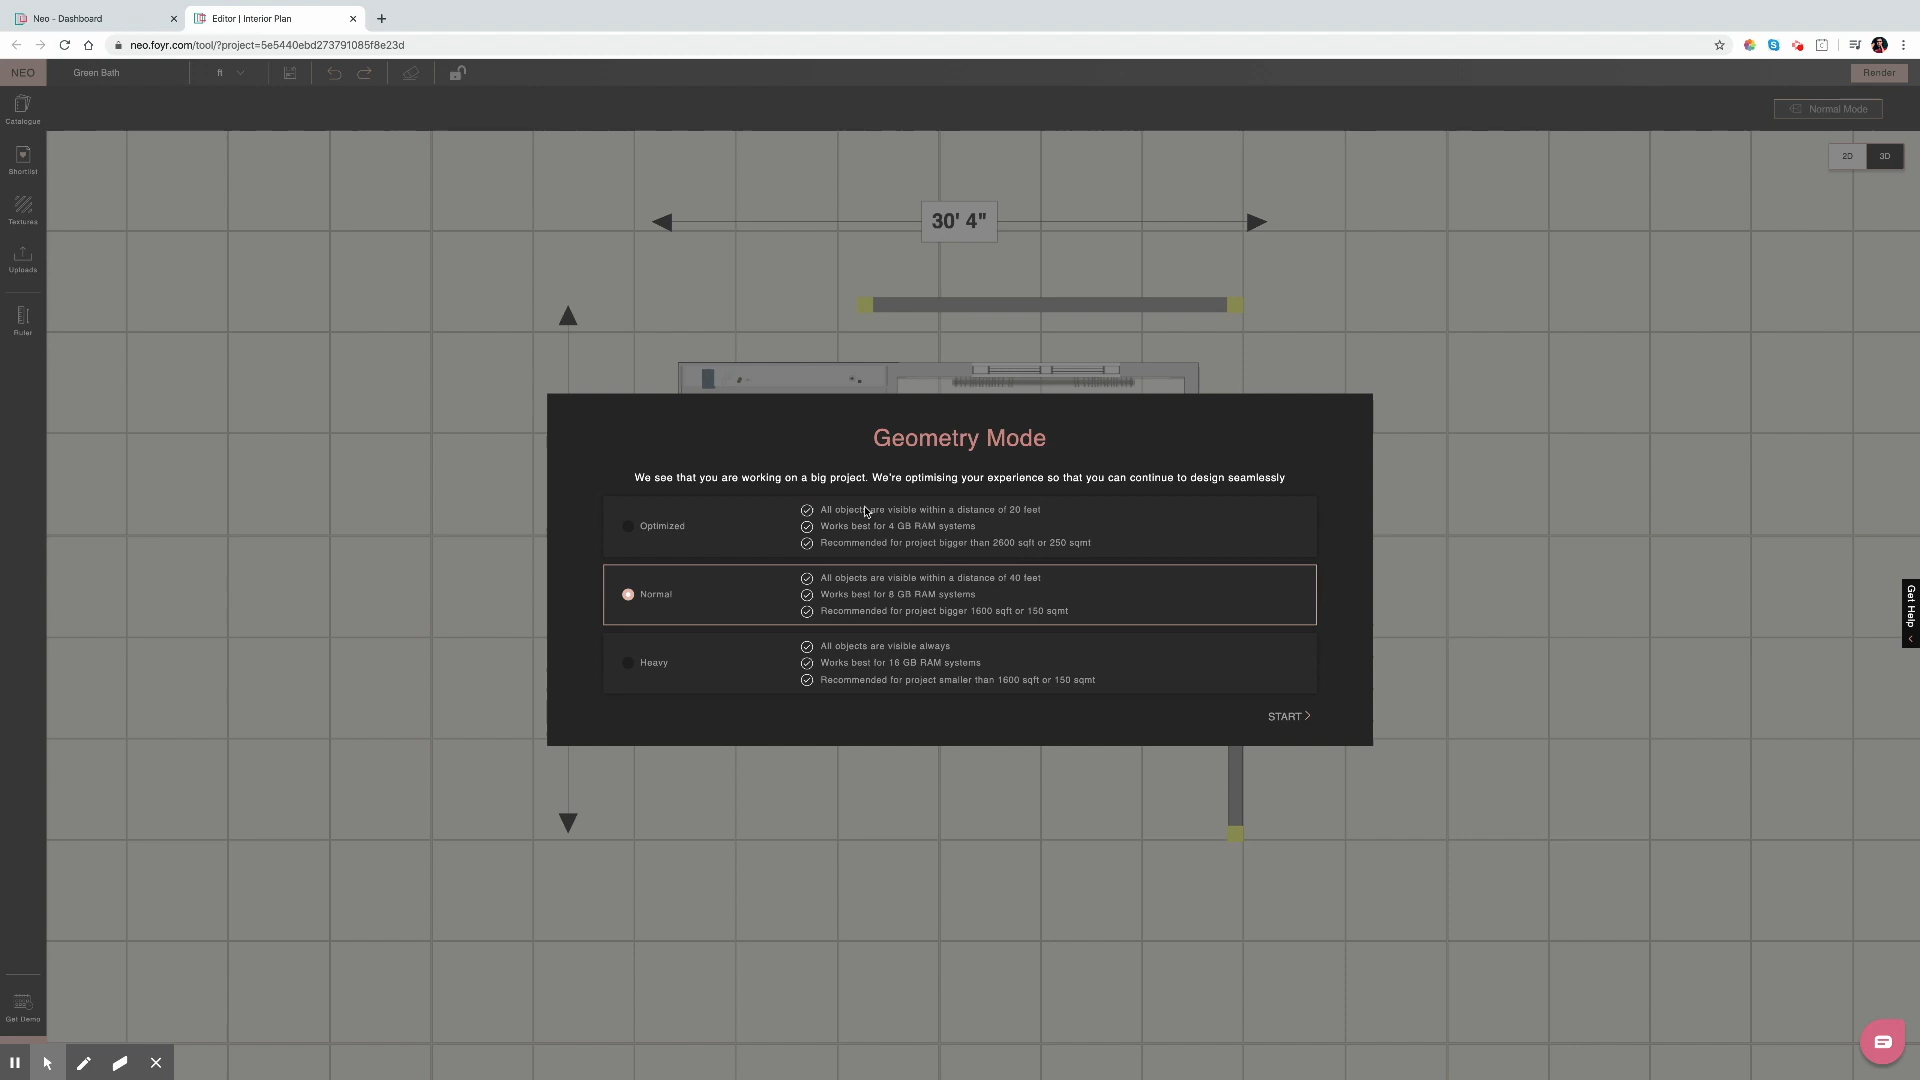 Neo - Dashboard
Editor | Interior Plan
neo.foyr.com/tool/?project=5e5440ebd273791085f8e23d
NEO
Green Bath
ft
Render
Catalogue
Normal Mode
Shortlist
2D
3D
Textures
30' 4"
Uploads
Ruler
Geometry Mode
We see that you are working on a big project. We're optimising your experience so that you can continue to design seamlessly
Optimized
All objects are visible within a distance of 20 feet
Works best for 4 GB RAM systems
Recommended for project bigger than 2600 sqft or 250 sqmt
Normal
All objects are visible within a distance of 40 feet
Works best for 8 GB RAM systems
Recommended for project bigger 1600 sqft or 150 sqmt
Heavy
All objects are visible always
Works best for 16 GB RAM systems
Recommended for project smaller than 1600 sqft or 150 sqmt
START
Get Help
Get Demo